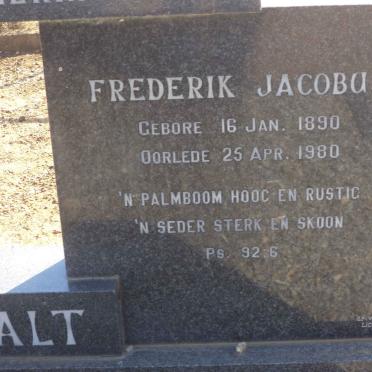 FREDERIK JACOBU
GEBORE 16 JAN. 1890
OORLEDE 25 APR. 1980
'N PALMBOOM HOOG EN RUSTIG
'N SEDER STERK EN SKOON
PS. 92:6
ALT